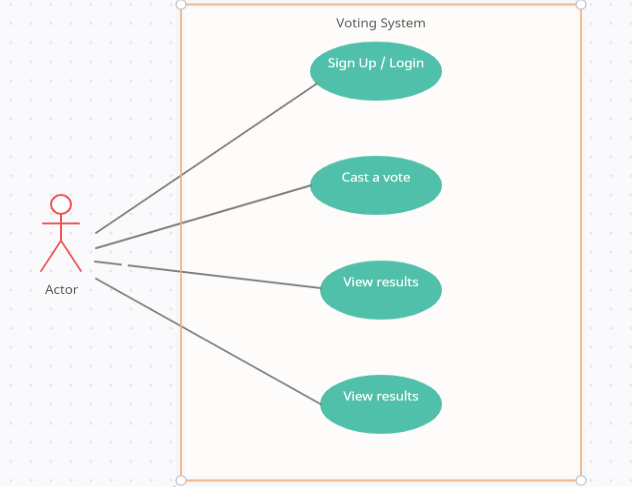 Voting System
Sign Up / Login
Cast a vote
View results
Actor
View results